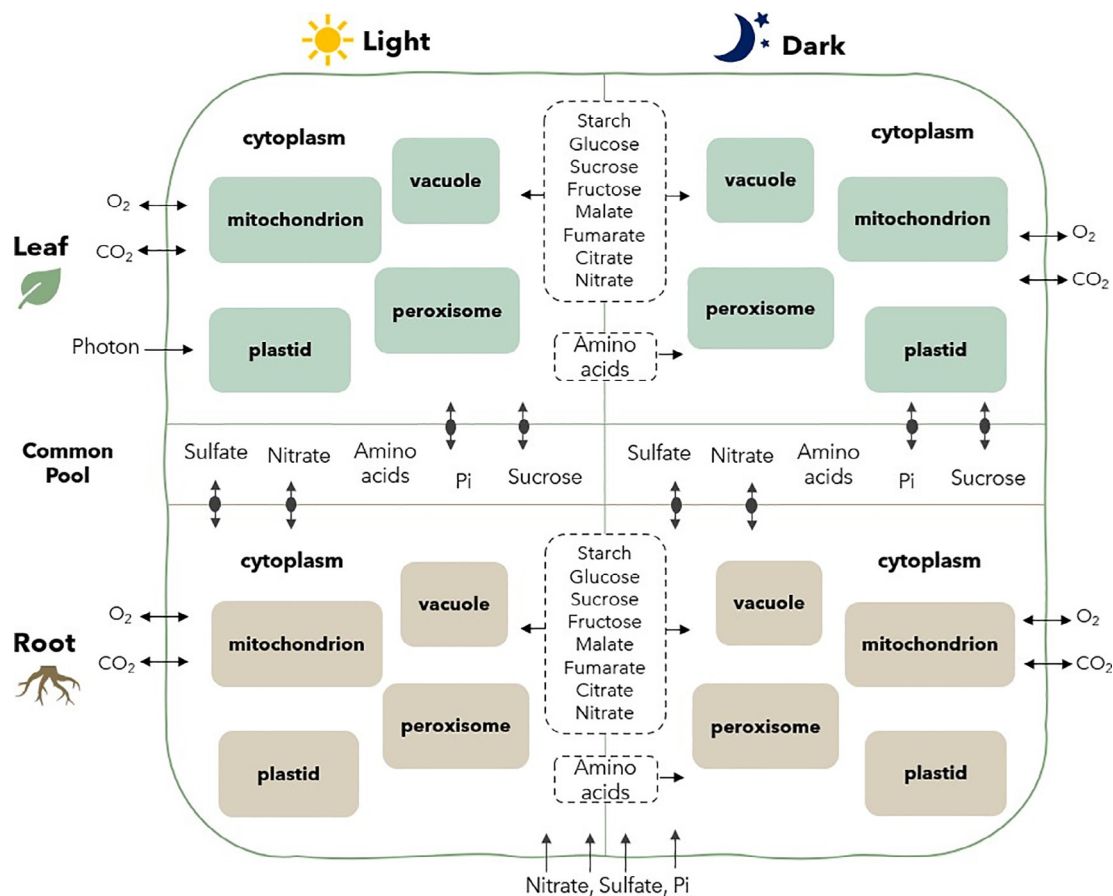 Light
Dark
Leaf
cytoplasm
vacuole
mitochondrion
peroxisome
plastid
O₂
CO₂
Photon
Starch
Glucose
Sucrose
Fructose
Malate
Fumarate
Citrate
Nitrate
Amino
acids
cytoplasm
vacuole
mitochondrion
peroxisome
plastid
O₂
CO₂
Common
Pool
Sulfate
Nitrate
Amino
acids
Pi
Sucrose
Sulfate
Nitrate
Amino
acids
Pi
Sucrose
Root
cytoplasm
vacuole
mitochondrion
peroxisome
plastid
O₂
CO₂
Starch
Glucose
Sucrose
Fructose
Malate
Fumarate
Citrate
Nitrate
Amino
acids
cytoplasm
vacuole
mitochondrion
peroxisome
plastid
O₂
CO₂
Nitrate, Sulfate, Pi